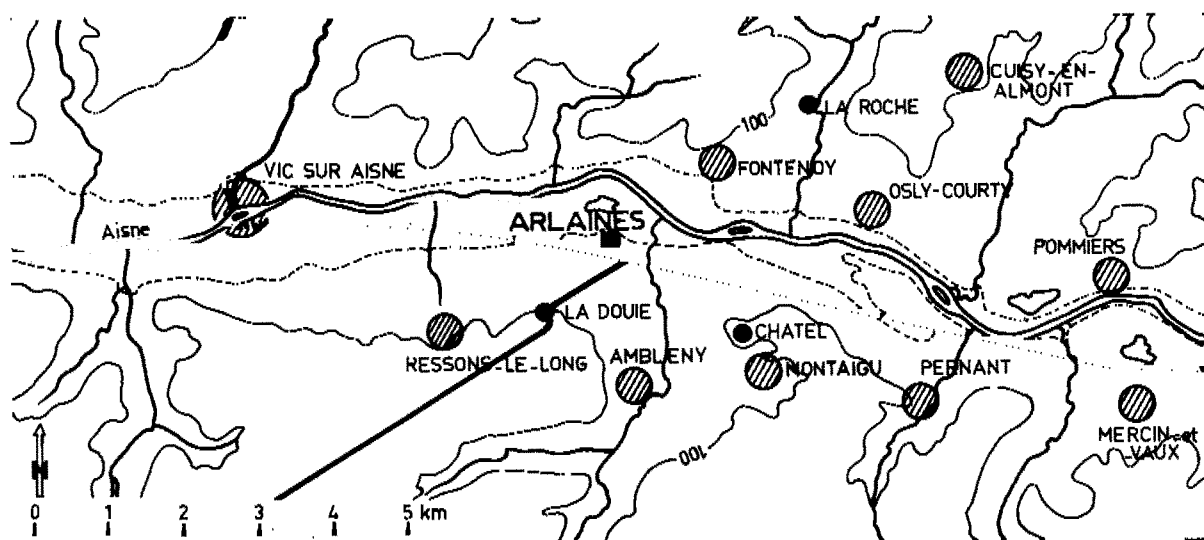 CUISY-EN-
ALMONT
LA ROCHE
100
VIC SUR AISNE
FONTENOY
OSLY-COURTY
ARLAINES
Aisne
POMMIERS
LA DOUIE
CHATEL
RESSONS-LE-LONG
AMBLENY
MONTAIGU
PERNANT
MERCIN-et
-VAUX
100
N
0 1 2 3 4 5 km